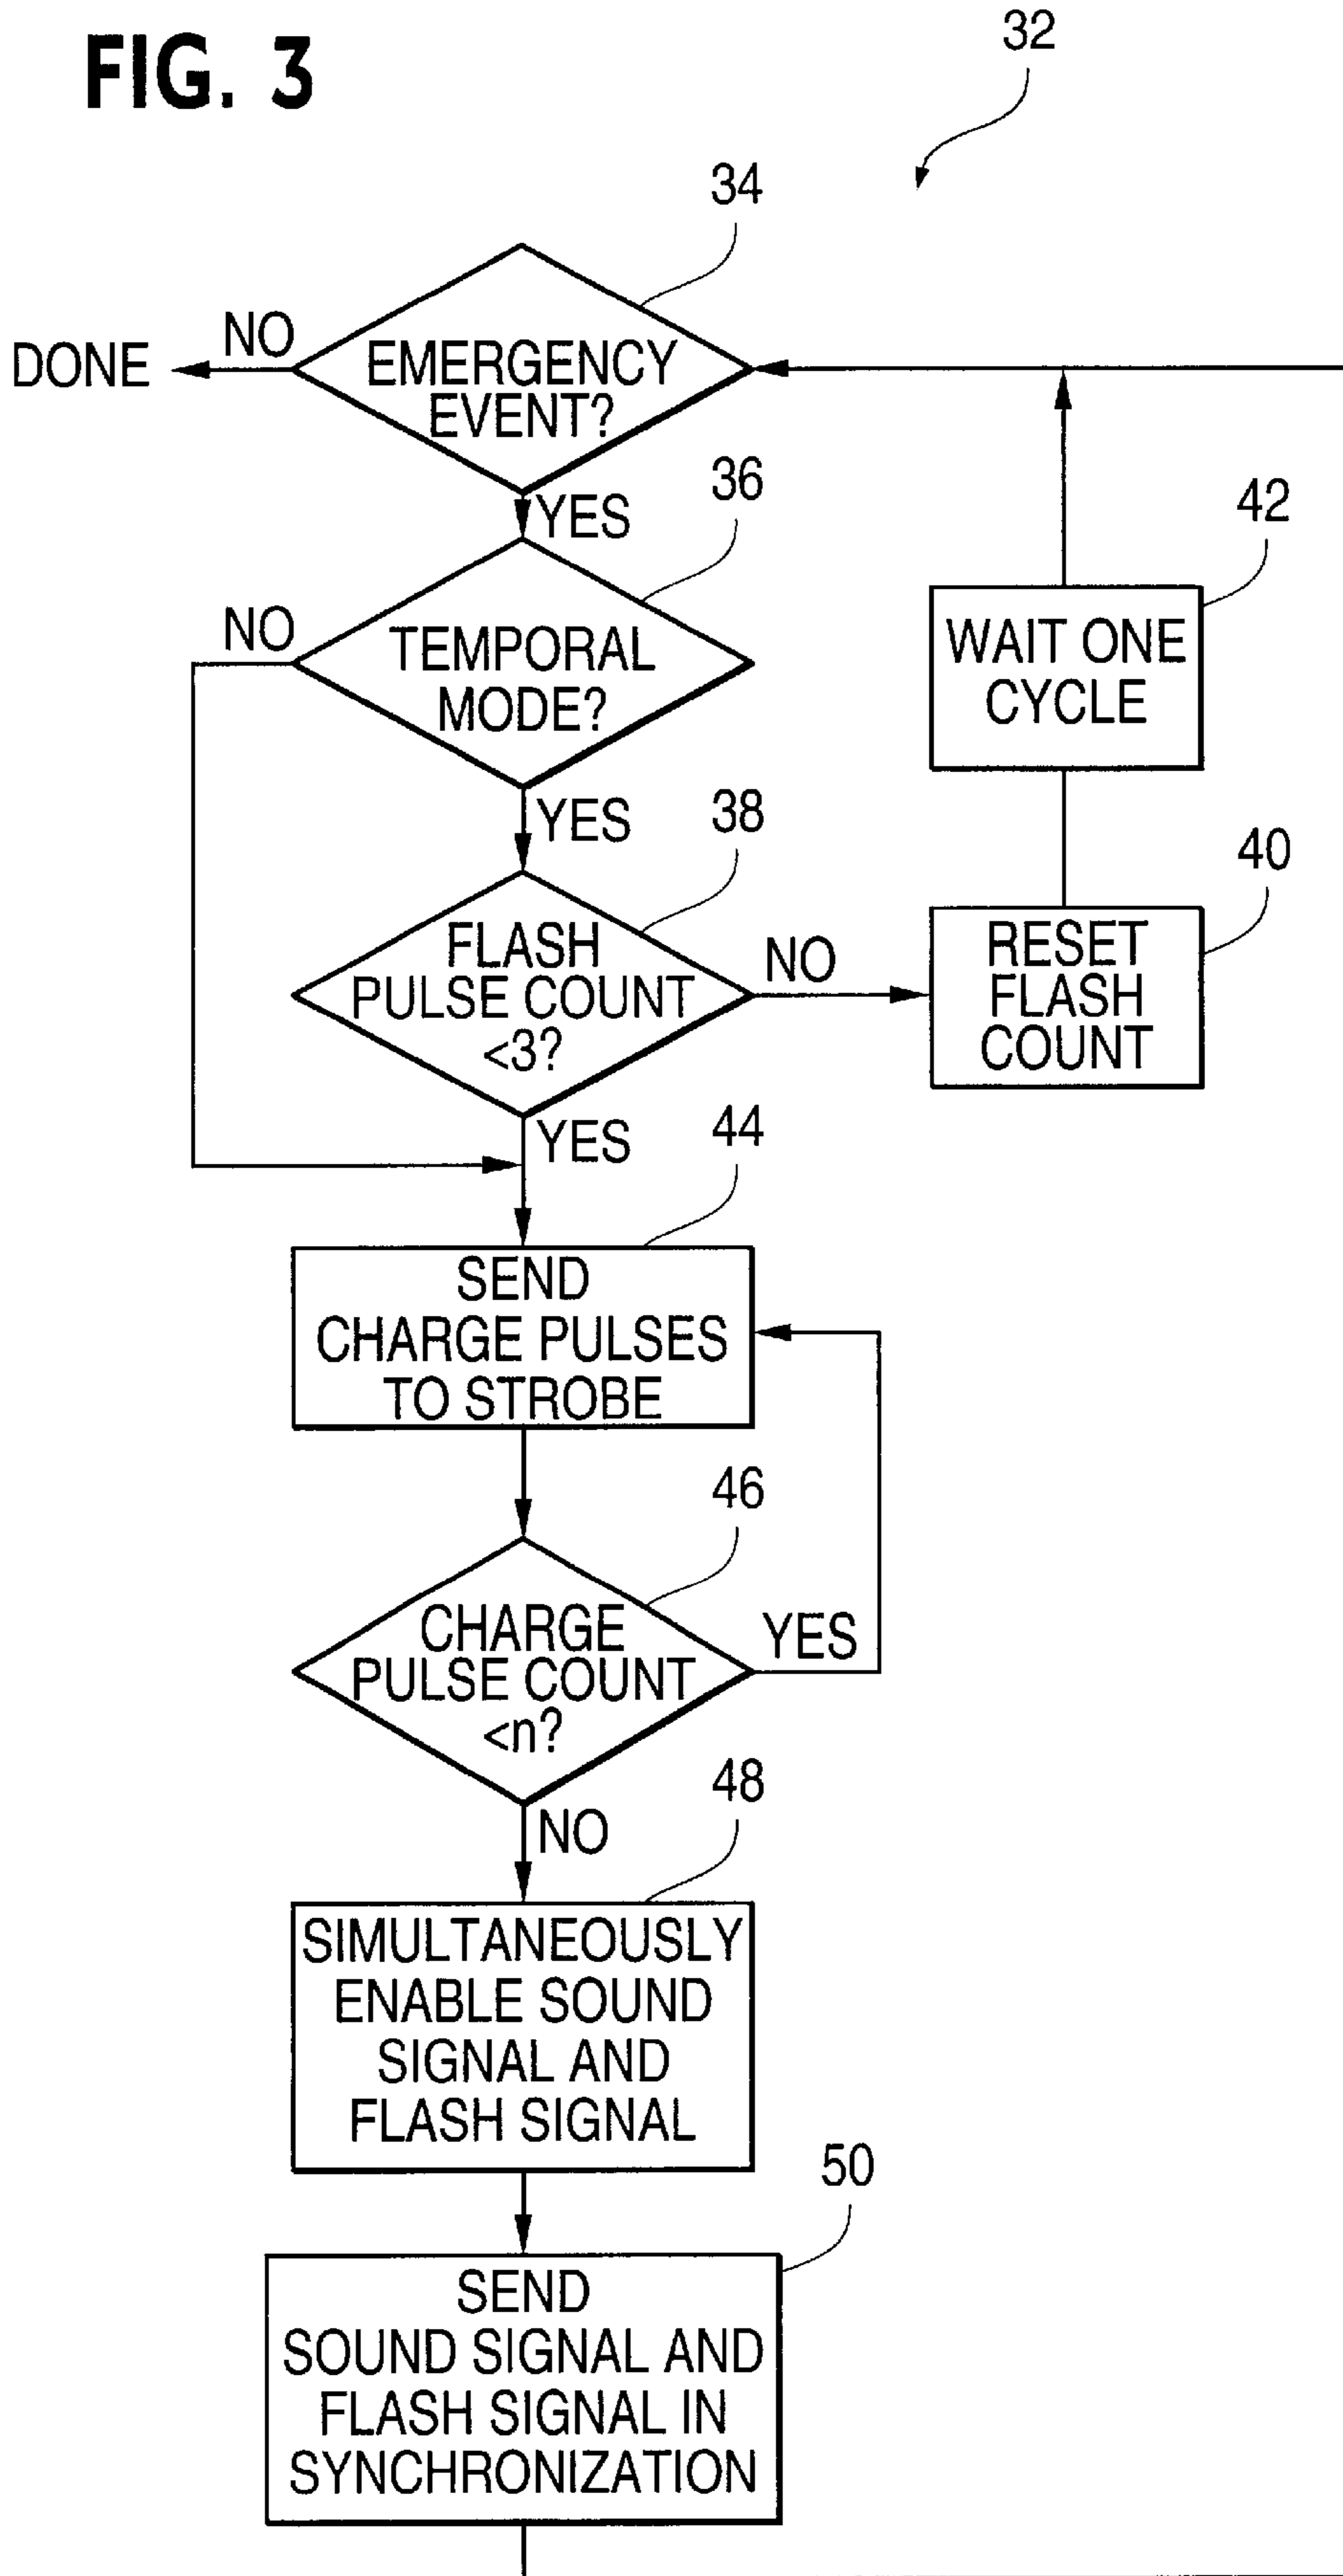 FIG. 3
32
34
NO
DONE
EMERGENCY
EVENT?
YES
36
NO
TEMPORAL
MODE?
42
WAIT ONE
CYCLE
YES
38
FLASH
PULSE COUNT
<3?
NO
40
RESET
FLASH
COUNT
YES
44
SEND
CHARGE PULSES
TO STROBE
46
CHARGE
PULSE COUNT
<n?
YES
NO
48
SIMULTANEOUSLY
ENABLE SOUND
SIGNAL AND
FLASH SIGNAL
50
SEND
SOUND SIGNAL AND
FLASH SIGNAL IN
SYNCHRONIZATION